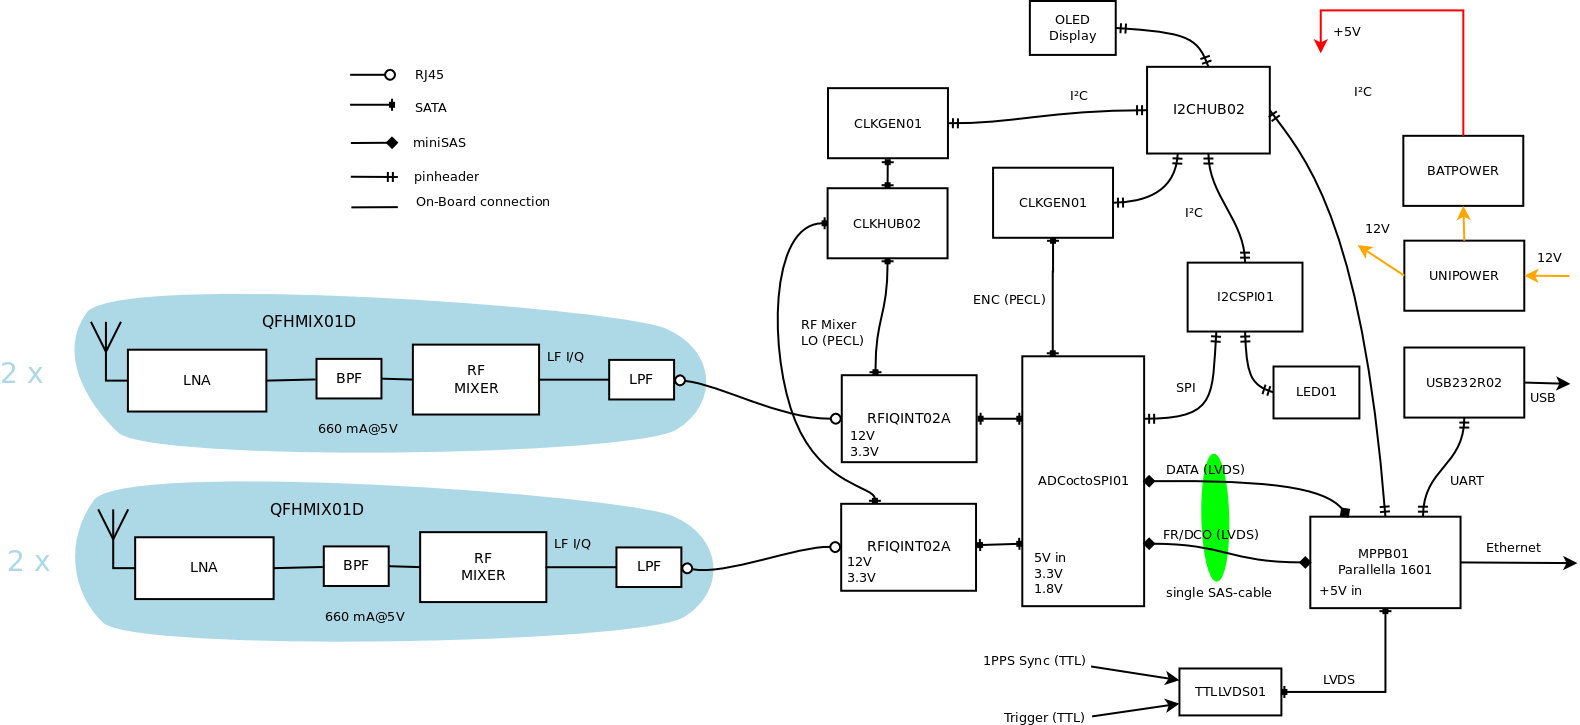 OLED
Display
+5V
RJ45
I²C
I²C
SATA
CLKGEN01
I2CHUB02
miniSAS
pinheader
BATPOWER
On-Board connection
CLKGEN01
I²C
CLKHUB02
12V
12V
UNIPOWER
I2CSPI01
ENC (PECL)
QFHMIX01D
RF Mixer
LO (PECL)
2 x
LNA
BPF
RF
MIXER
LF I/Q
LPF
660 mA@5V
SPI
LED01
USB232R02
USB
RFIQINT02A
12V
3.3V
DATA (LVDS)
ADCoctoSPI01
UART
QFHMIX01D
2 x
LNA
BPF
RF
MIXER
LF I/Q
LPF
660 mA@5V
RFIQINT02A
12V
3.3V
FR/DCO (LVDS)
5V in
3.3V
1.8V
single SAS-cable
MPPB01
Parallella 1601
+5V in
Ethernet
1PPS Sync (TTL)
TTLLVDS01
LVDS
Trigger (TTL)